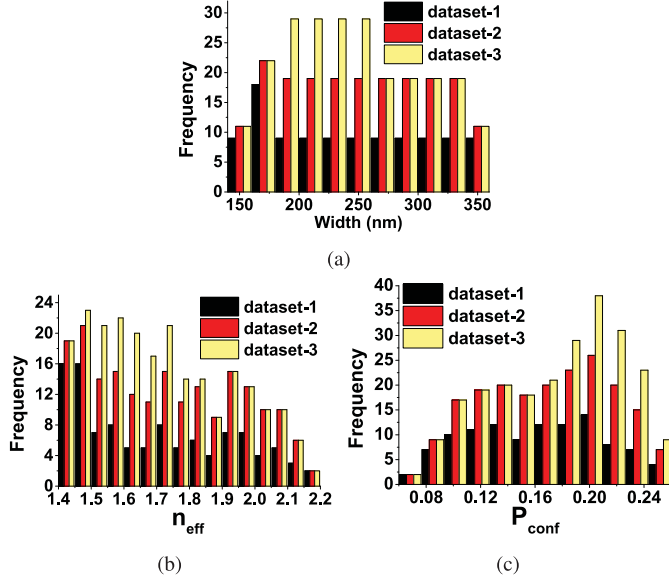 30
25
20
15
10
5
0
Frequency
dataset-1
dataset-2
dataset-3
150 200 250 300 350
Width (nm)
(a)
24
20
16
12
8
4
0
Frequency
dataset-1
dataset-2
dataset-3
1.4 1.5 1.6 1.7 1.8 1.9 2.0 2.1 2.2
n_eff
(b)
40
35
30
25
20
15
10
5
0
Frequency
dataset-1
dataset-2
dataset-3
0.08 0.12 0.16 0.20 0.24
P_conf
(c)